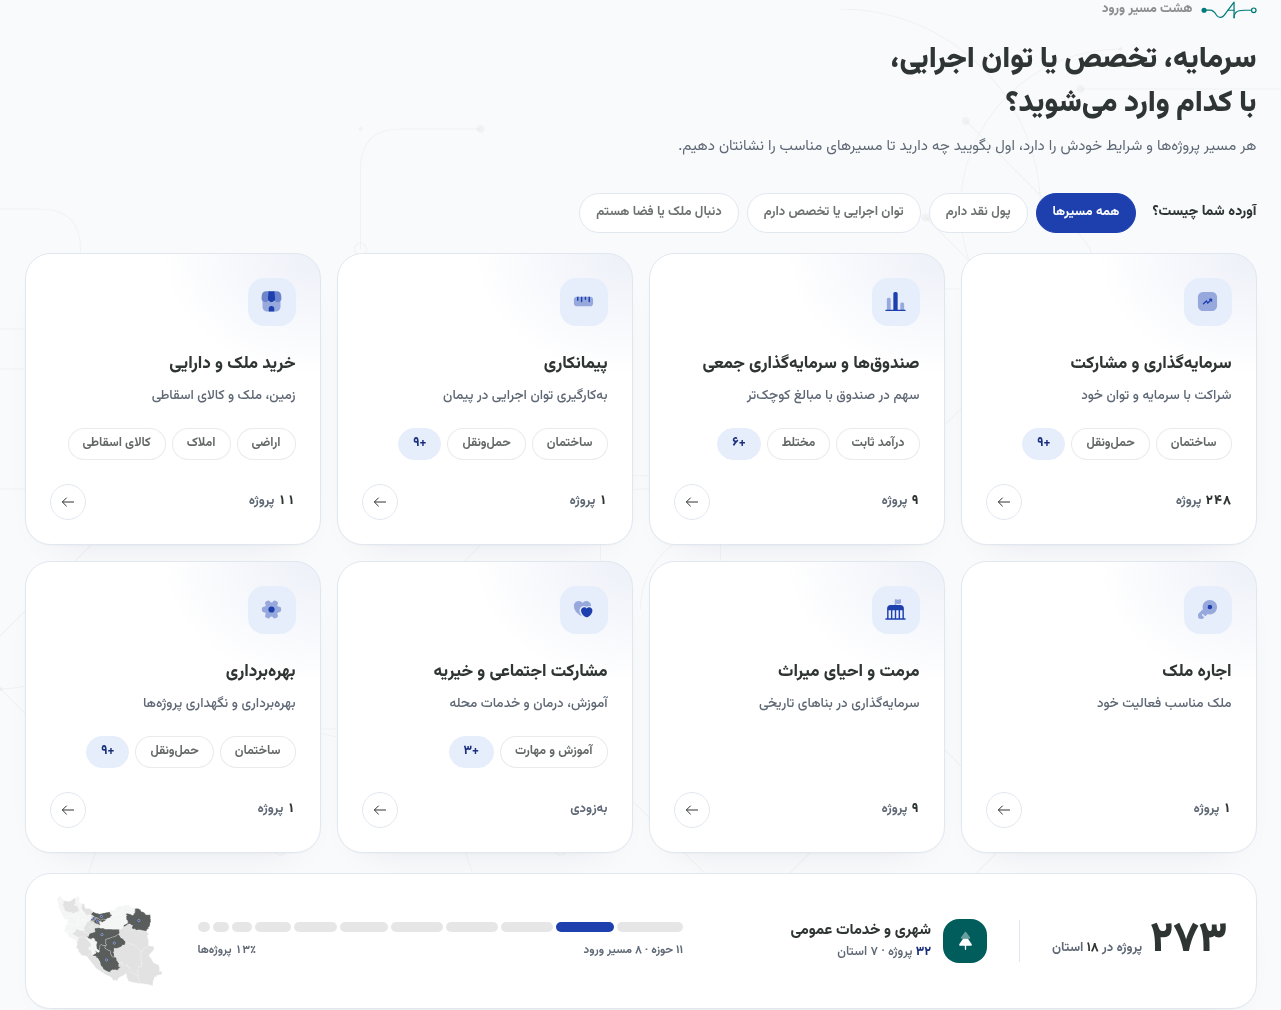 هشت مسیر ورود
سرمایه، تخصص یا توان اجرایی،
با کدام وارد می‌شوید؟
هر مسیر پروژه‌ها و شرایط خودش را دارد، اول بگویید چه دارید تا مسیرهای مناسب را نشانتان دهیم.
آورده شما چیست؟ همه مسیرها پول نقد دارم توان اجرایی یا تخصص دارم دنبال ملک یا فضا هستم
سرمایه‌گذاری و مشارکت
شراکت با سرمایه و توان خود
ساختمان حمل‌ونقل +۹
۲۴۸ پروژه
صندوق‌ها و سرمایه‌گذاری جمعی
سهم در صندوق با مبالغ کوچک‌تر
درآمد ثابت مختلط +۶
۹ پروژه
پیمانکاری
به‌کارگیری توان اجرایی در پیمان
ساختمان حمل‌ونقل +۹
۱ پروژه
خرید ملک و دارایی
زمین، ملک و کالای اسقاطی
اراضی املاک کالای اسقاطی
۱۱ پروژه
اجاره ملک
ملک مناسب فعالیت خود
۱ پروژه
مرمت و احیای میراث
سرمایه‌گذاری در بناهای تاریخی
۹ پروژه
مشارکت اجتماعی و خیریه
آموزش، درمان و خدمات محله
آموزش و مهارت +۳
به‌زودی
بهره‌برداری
بهره‌برداری و نگهداری پروژه‌ها
ساختمان حمل‌ونقل +۹
۱ پروژه
۲۷۳ پروژه در ۱۸ استان
شهری و خدمات عمومی
۳۲ پروژه · ۷ استان
۱۱ حوزه · ۸ مسیر ورود
۱۳٪ پروژه‌ها